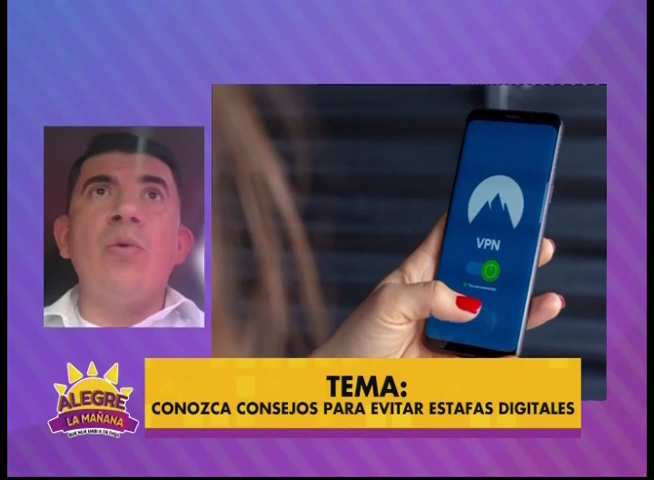 VPN
TEMA:
CONOZCA CONSEJOS PARA EVITAR ESTAFAS DIGITALES
ALEGRE
LA MAÑANA